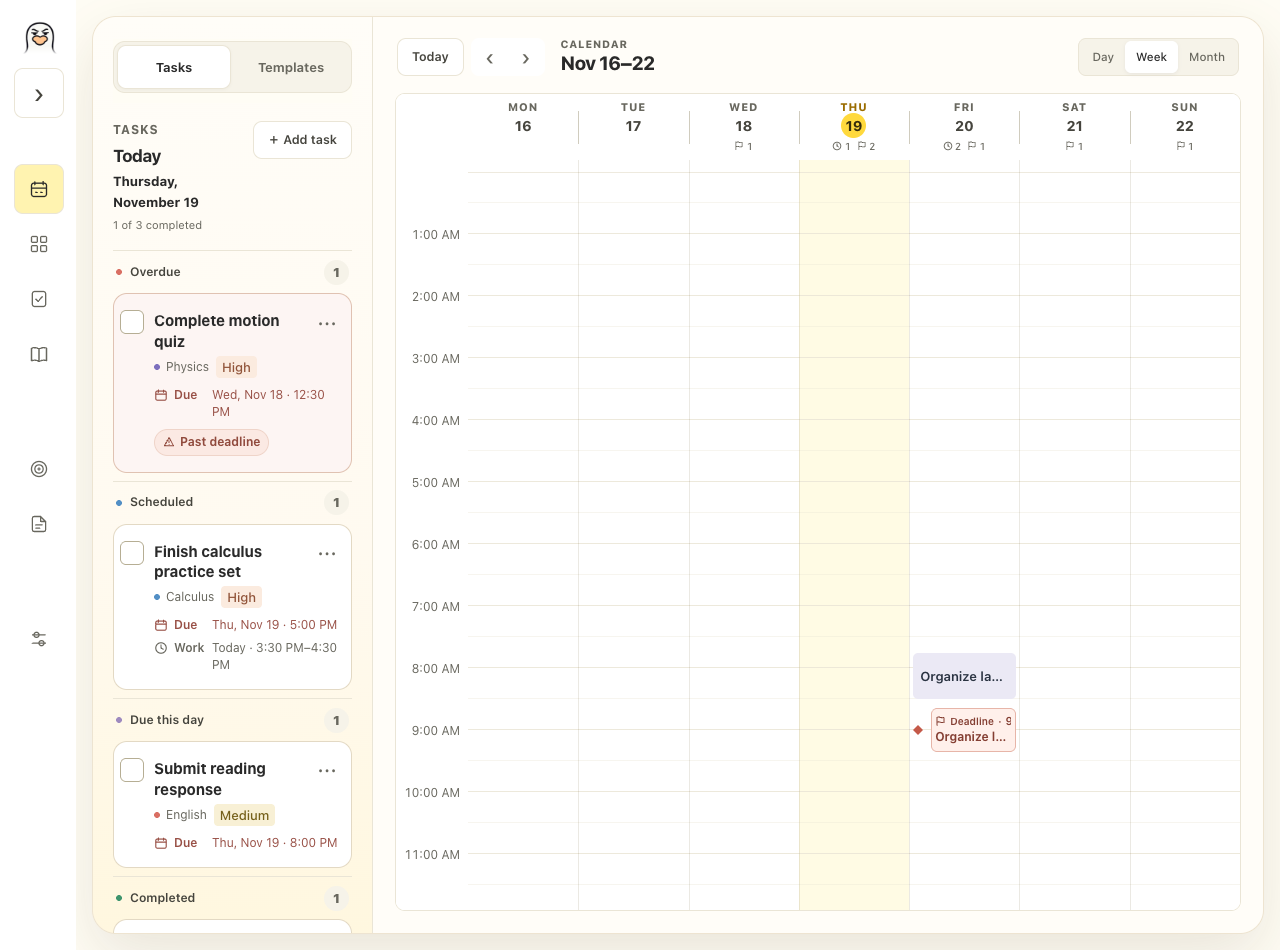 Tasks
Templates
TASKS
+ Add task
Today
Thursday,
November 19
1 of 3 completed
Overdue
1
Complete motion
quiz
Physics
High
Due
Wed, Nov 18 · 12:30
PM
Past deadline
Scheduled
1
Finish calculus
practice set
Calculus
High
Due
Thu, Nov 19 · 5:00 PM
Work
Today · 3:30 PM–4:30
PM
Due this day
1
Submit reading
response
English
Medium
Due
Thu, Nov 19 · 8:00 PM
Completed
1
Today
CALENDAR
Nov 16–22
Day
Week
Month
MON
16
TUE
17
WED
18
1
THU
19
1
2
FRI
20
2
1
SAT
21
1
SUN
22
1
1:00 AM
2:00 AM
3:00 AM
4:00 AM
5:00 AM
6:00 AM
7:00 AM
8:00 AM
9:00 AM
10:00 AM
11:00 AM
Organize la...
Deadline · 9
Organize l...